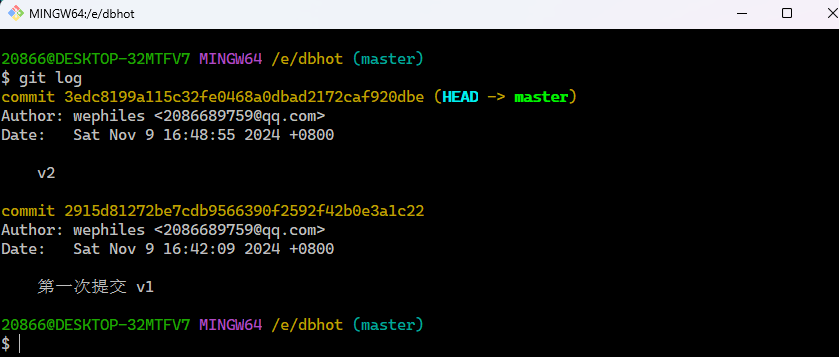 MINGW64:/e/dbhot
20866@DESKTOP-32MTFV7 MINGW64 /e/dbhot (master)
$ git log
commit 3edc8199a115c32fe0468a0dbad2172caf920dbe (HEAD -> master)
Author: wephiles <2086689759@qq.com>
Date:   Sat Nov 9 16:48:55 2024 +0800
    v2
commit 2915d81272be7cdb9566390f2592f42b0e3a1c22
Author: wephiles <2086689759@qq.com>
Date:   Sat Nov 9 16:42:09 2024 +0800
    第一次提交 v1
20866@DESKTOP-32MTFV7 MINGW64 /e/dbhot (master)
$